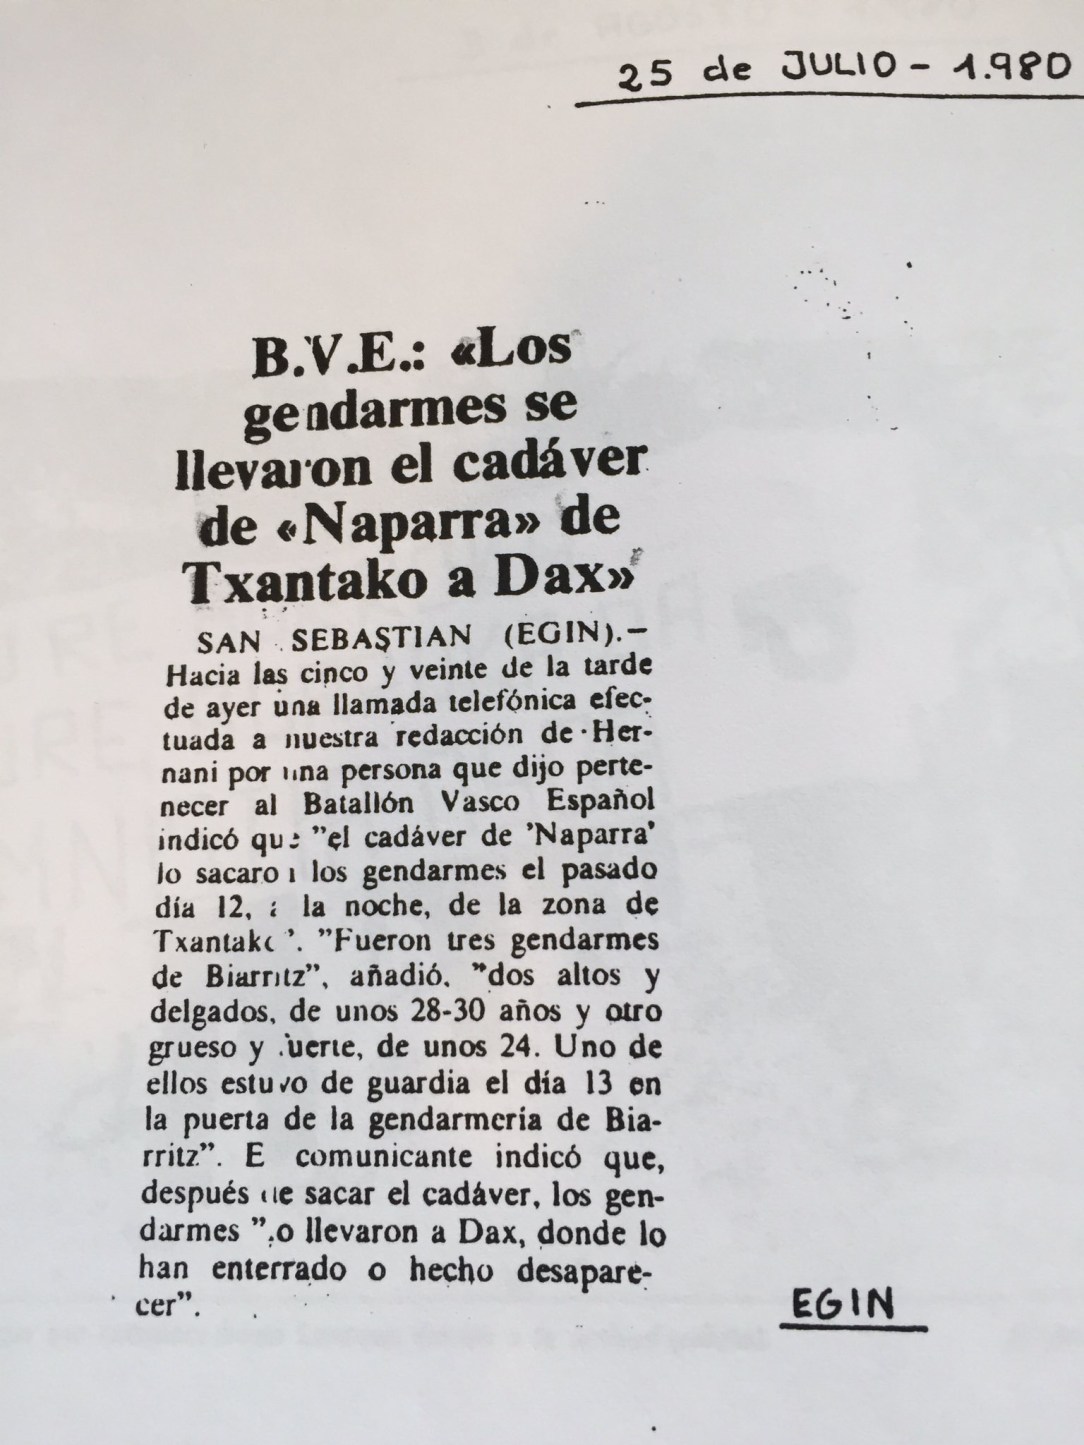 25 de JULIO - 1.980
B.V.E.: «Los
gendarmes se
llevaron el cadáver
de «Naparra» de
Txantako a Dax»
SAN SEBASTIAN (EGIN).–
Hacia las cinco y veinte de la tarde
de ayer una llamada telefónica efec-
tuada a nuestra redacción de Her-
nani por una persona que dijo perte-
necer al Batallón Vasco Español
indicó que "el cadáver de 'Naparra'
lo sacaron los gendarmes el pasado
día 12, a la noche, de la zona de
Txantako". "Fueron tres gendarmes
de Biarritz", añadió, "dos altos y
delgados, de unos 28-30 años y otro
grueso y fuerte, de unos 24. Uno de
ellos estuvo de guardia el día 13 en
la puerta de la gendarmería de Bia-
rritz". E comunicante indicó que,
después de sacar el cadáver, los gen-
darmes "lo llevaron a Dax, donde lo
han enterrado o hecho desapare-
cer".
EGIN